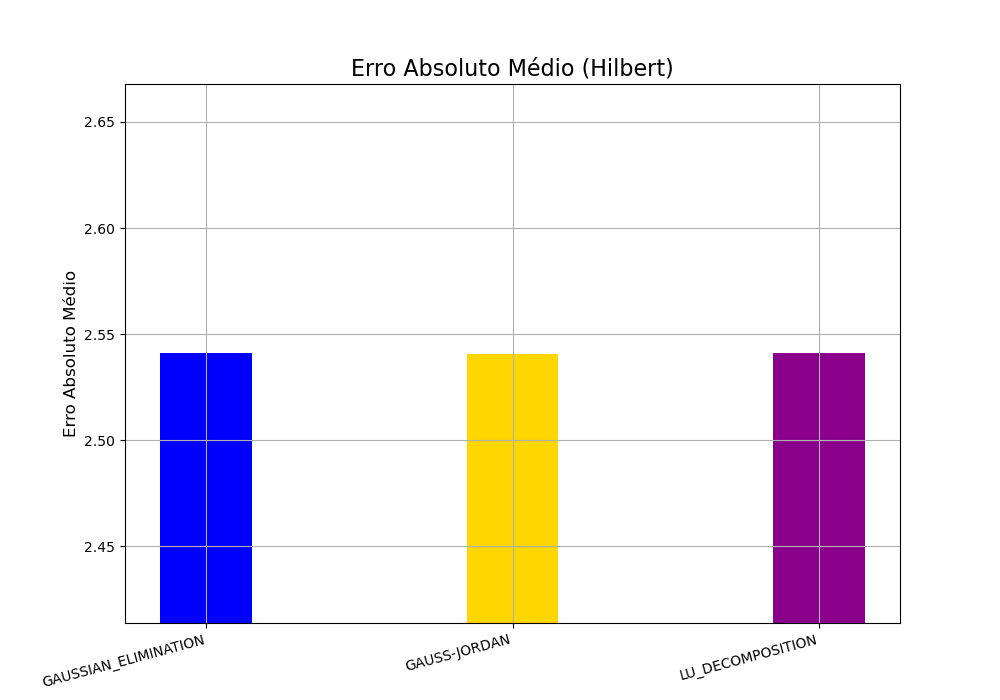 Erro Absoluto Médio (Hilbert)
Erro Absoluto Médio
2.65
2.60
2.55
2.50
2.45
GAUSSIAN_ELIMINATION
GAUSS-JORDAN
LU_DECOMPOSITION